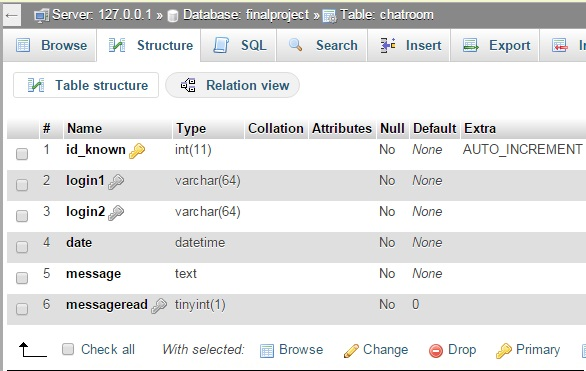 ← Server: 127.0.0.1 » Database: finalproject » Table: chatroom
Browse Structure SQL Search Insert Export
Table structure Relation view
# Name Type Collation Attributes Null Default Extra
1 id_known int(11) No None AUTO_INCREMENT
2 login1 varchar(64) No None
3 login2 varchar(64) No None
4 date datetime No None
5 message text No None
6 messageread tinyint(1) No 0
Check all With selected: Browse Change Drop Primary